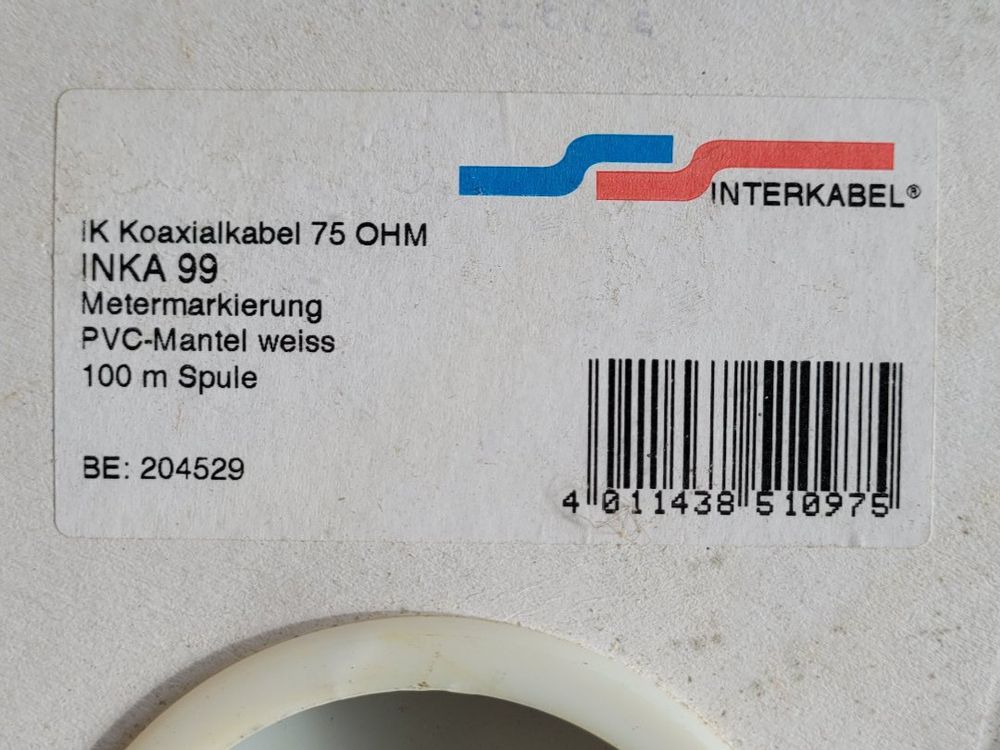 INTERKABEL®
IK Koaxialkabel 75 OHM
INKA 99
Metermarkierung
PVC-Mantel weiss
100 m Spule
BE: 204529
4 011438 510975